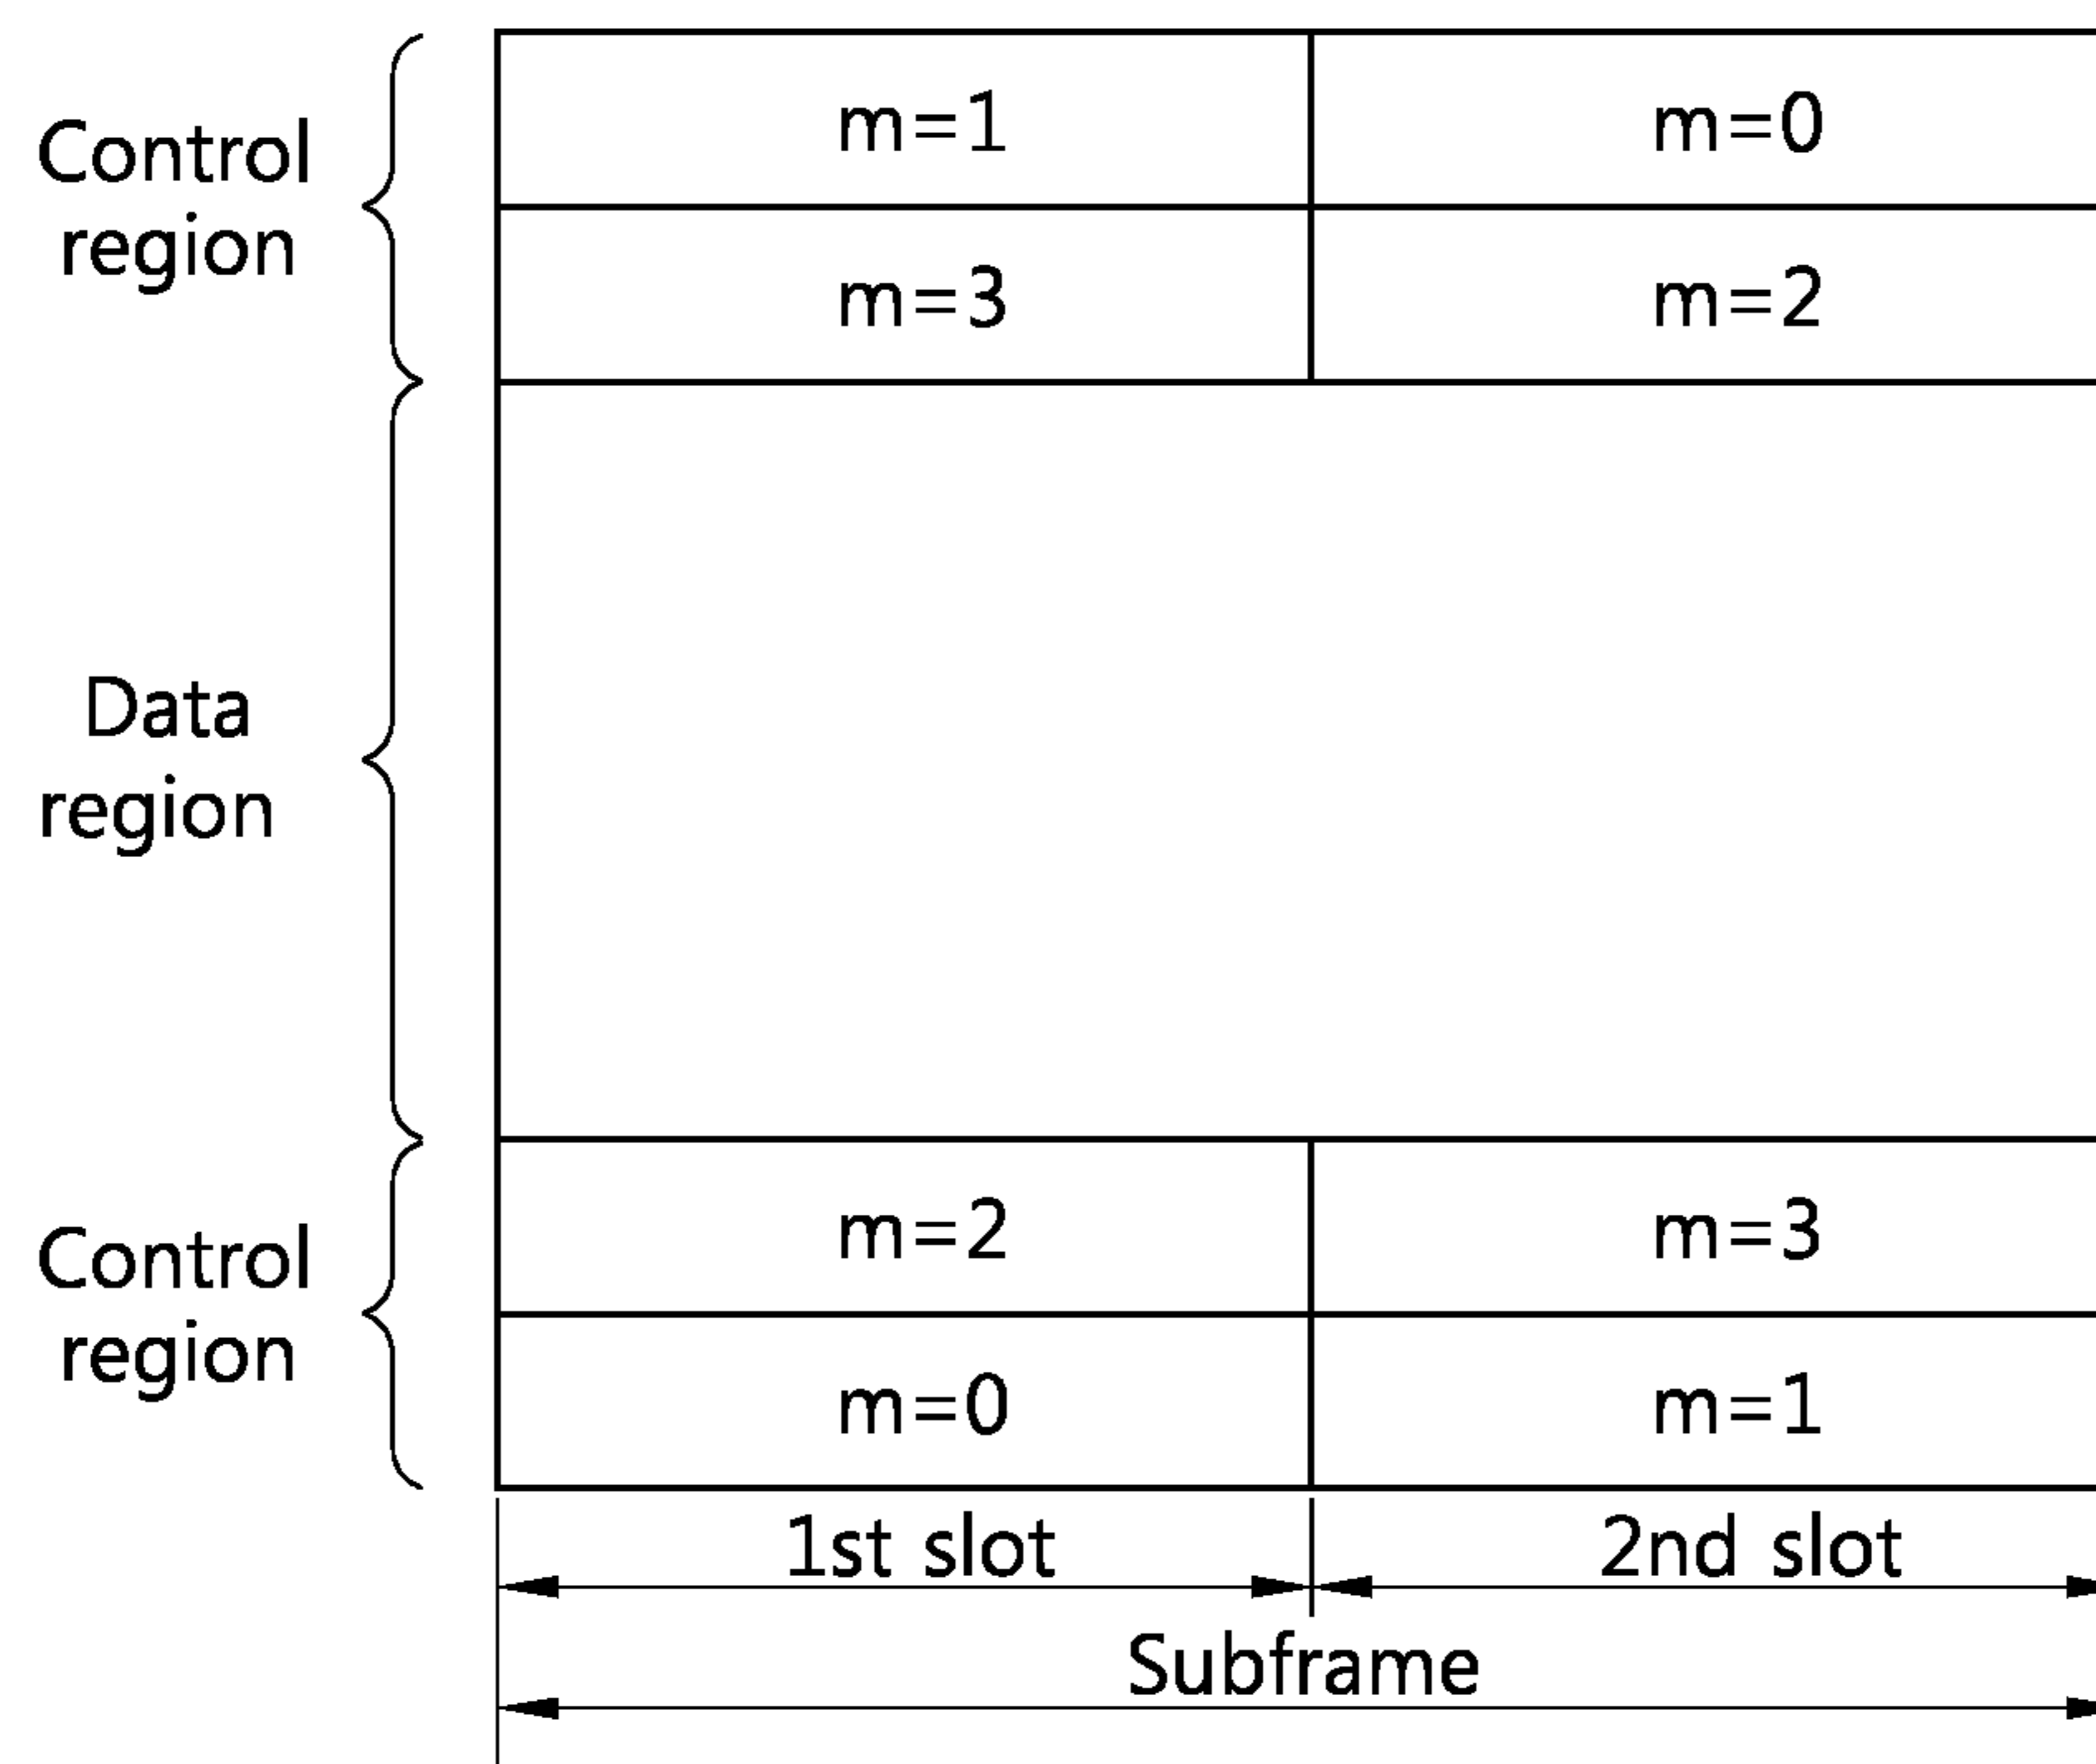 Control
region
m=1
m=0
m=3
m=2
Data
region
Control
region
m=2
m=3
m=0
m=1
1st slot
2nd slot
Subframe